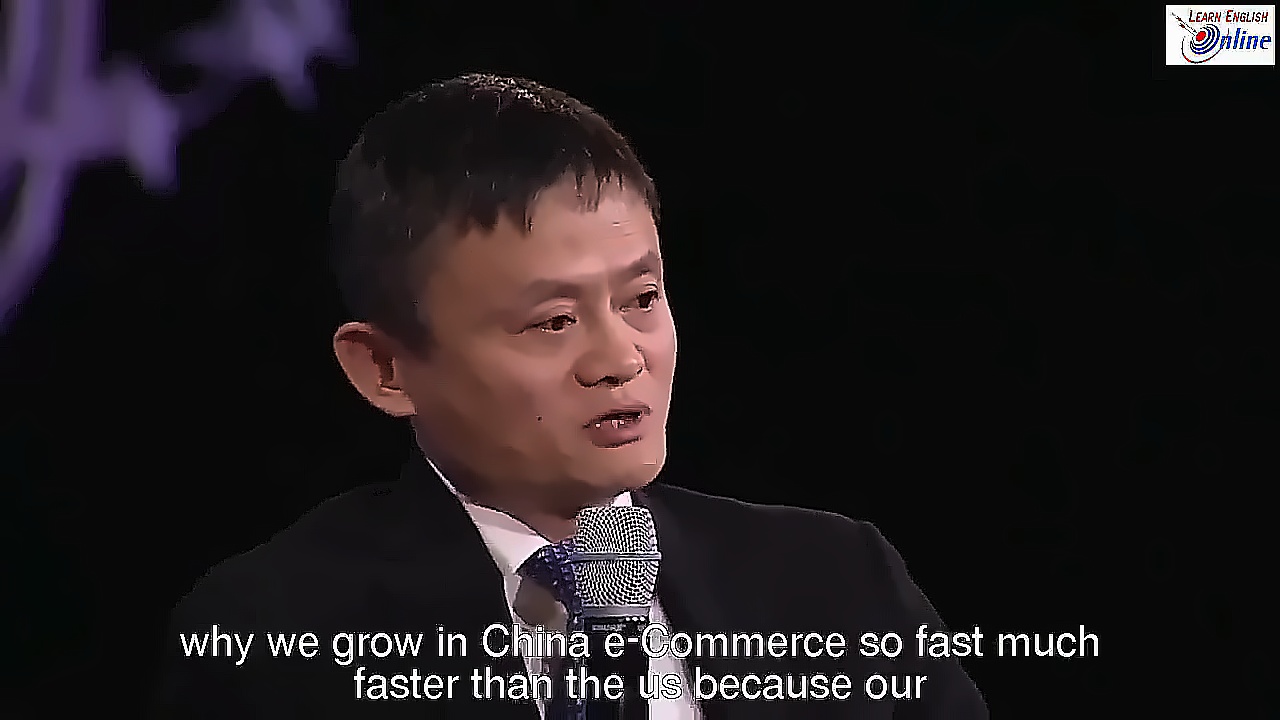 LEARN ENGLISH
Online
why we grow in China e-Commerce so fast much
faster than the us because our